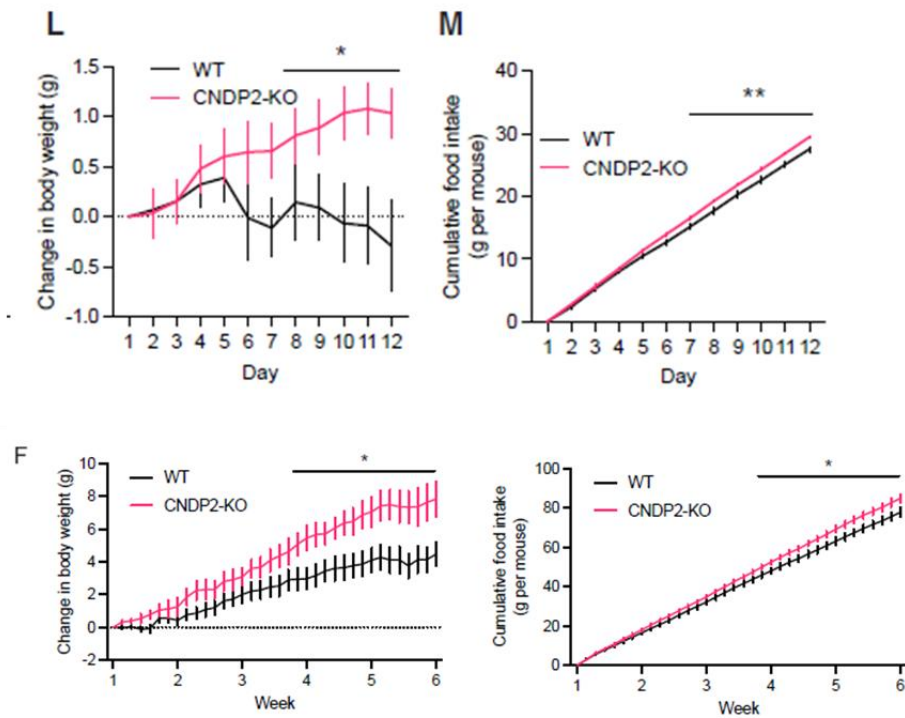 L
*
WT
CNDP2-KO
Change in body weight (g)
1.5
1.0
0.5
0.0
-0.5
-1.0
1 2 3 4 5 6 7 8 9 10 11 12
Day
M
**
WT
CNDP2-KO
Cumulative food intake
(g per mouse)
40
30
20
10
0
1 2 3 4 5 6 7 8 9 10 11 12
Day
F
*
WT
CNDP2-KO
Change in body weight (g)
10
8
6
4
2
0
-2
1 2 3 4 5 6
Week
*
WT
CNDP2-KO
Cumulative food intake
(g per mouse)
100
80
60
40
20
0
1 2 3 4 5 6
Week